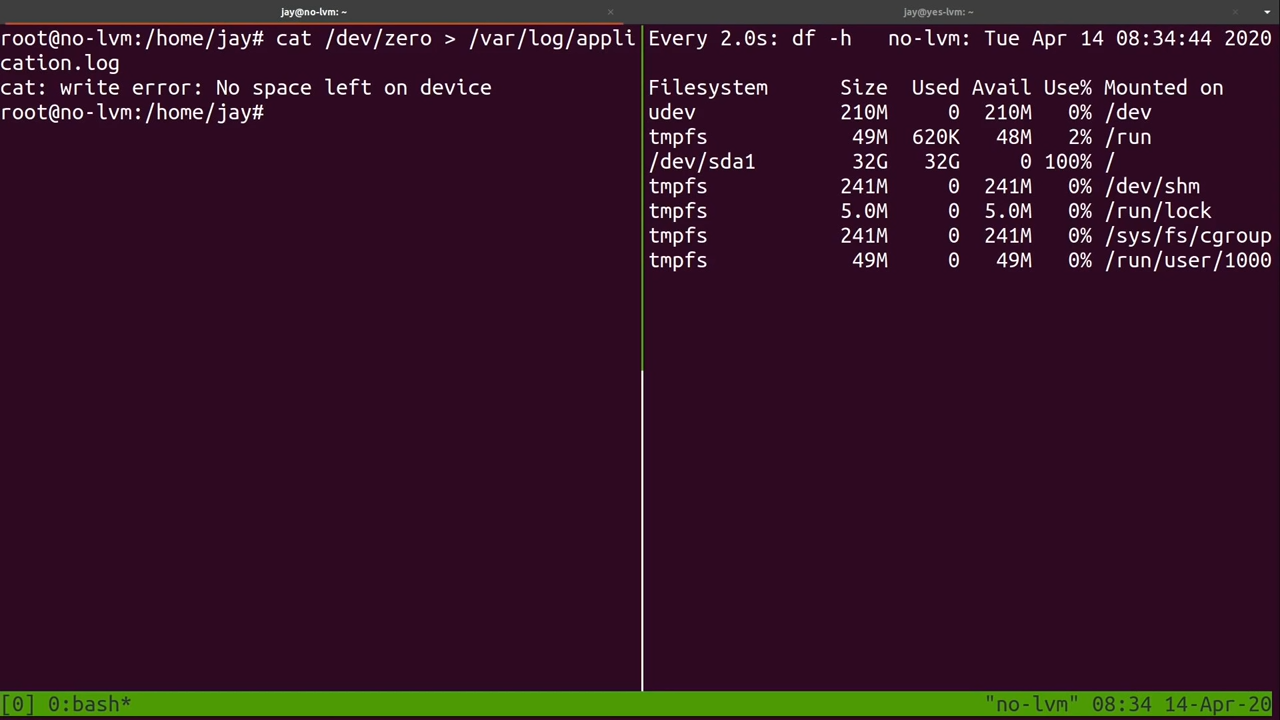 jay@no-lvm: ~ × jay@yes-lvm: ~ ×
root@no-lvm:/home/jay# cat /dev/zero > /var/log/appli
cation.log
cat: write error: No space left on device
root@no-lvm:/home/jay#
Every 2.0s: df -h no-lvm: Tue Apr 14 08:34:44 2020
Filesystem Size Used Avail Use% Mounted on
udev 210M 0 210M 0% /dev
tmpfs 49M 620K 48M 2% /run
/dev/sda1 32G 32G 0 100% /
tmpfs 241M 0 241M 0% /dev/shm
tmpfs 5.0M 0 5.0M 0% /run/lock
tmpfs 241M 0 241M 0% /sys/fs/cgroup
tmpfs 49M 0 49M 0% /run/user/1000
[0] 0:bash* "no-lvm" 08:34 14-Apr-20